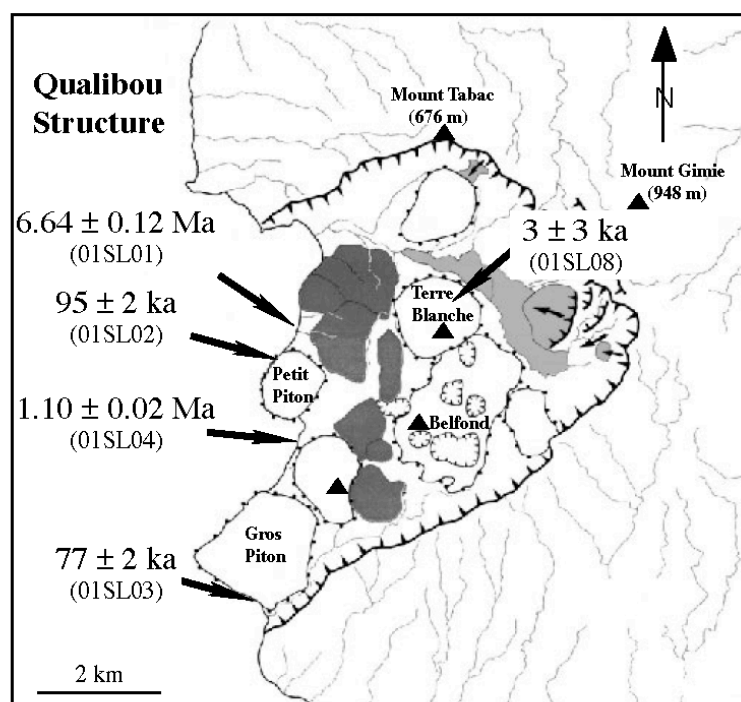 Qualibou
Structure
Mount Tabac
(676 m)
N
Mount Gimie
(948 m)
6.64 ± 0.12 Ma
(01SL01)
3 ± 3 ka
(01SL08)
95 ± 2 ka
(01SL02)
Terre
Blanche
Petit
Piton
1.10 ± 0.02 Ma
(01SL04)
Belfond
Gros
Piton
77 ± 2 ka
(01SL03)
2 km